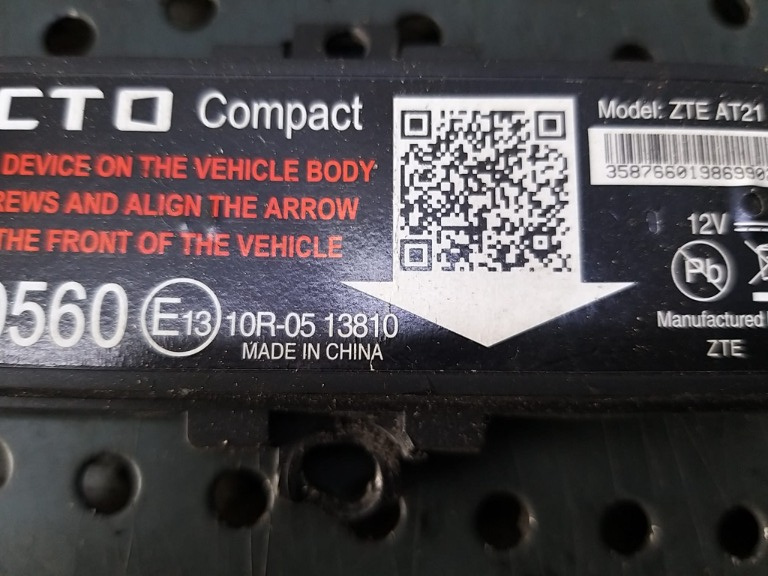 CTO Compact
DEVICE ON THE VEHICLE BODY
REWS AND ALIGN THE ARROW
THE FRONT OF THE VEHICLE
0560 E13 10R-05 13810
MADE IN CHINA
Model: ZTE AT21
35876601986990
12V
Pb
Manufactured
ZTE